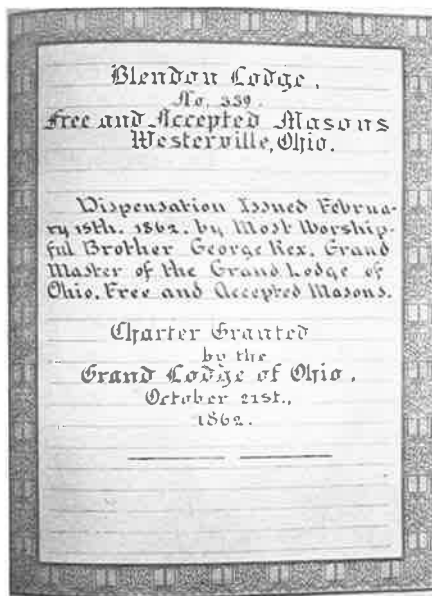 Blendon Lodge,
No. 339.
Free and Accepted Masons
Westerville, Ohio.
Dispensation Issued Februa-
ry 15th, 1862, by Most Worship-
ful Brother George Rex, Grand
Master of the Grand Lodge of
Ohio, Free and Accepted Masons.
Charter Granted
by the
Grand Lodge of Ohio,
October 21st.,
1862.